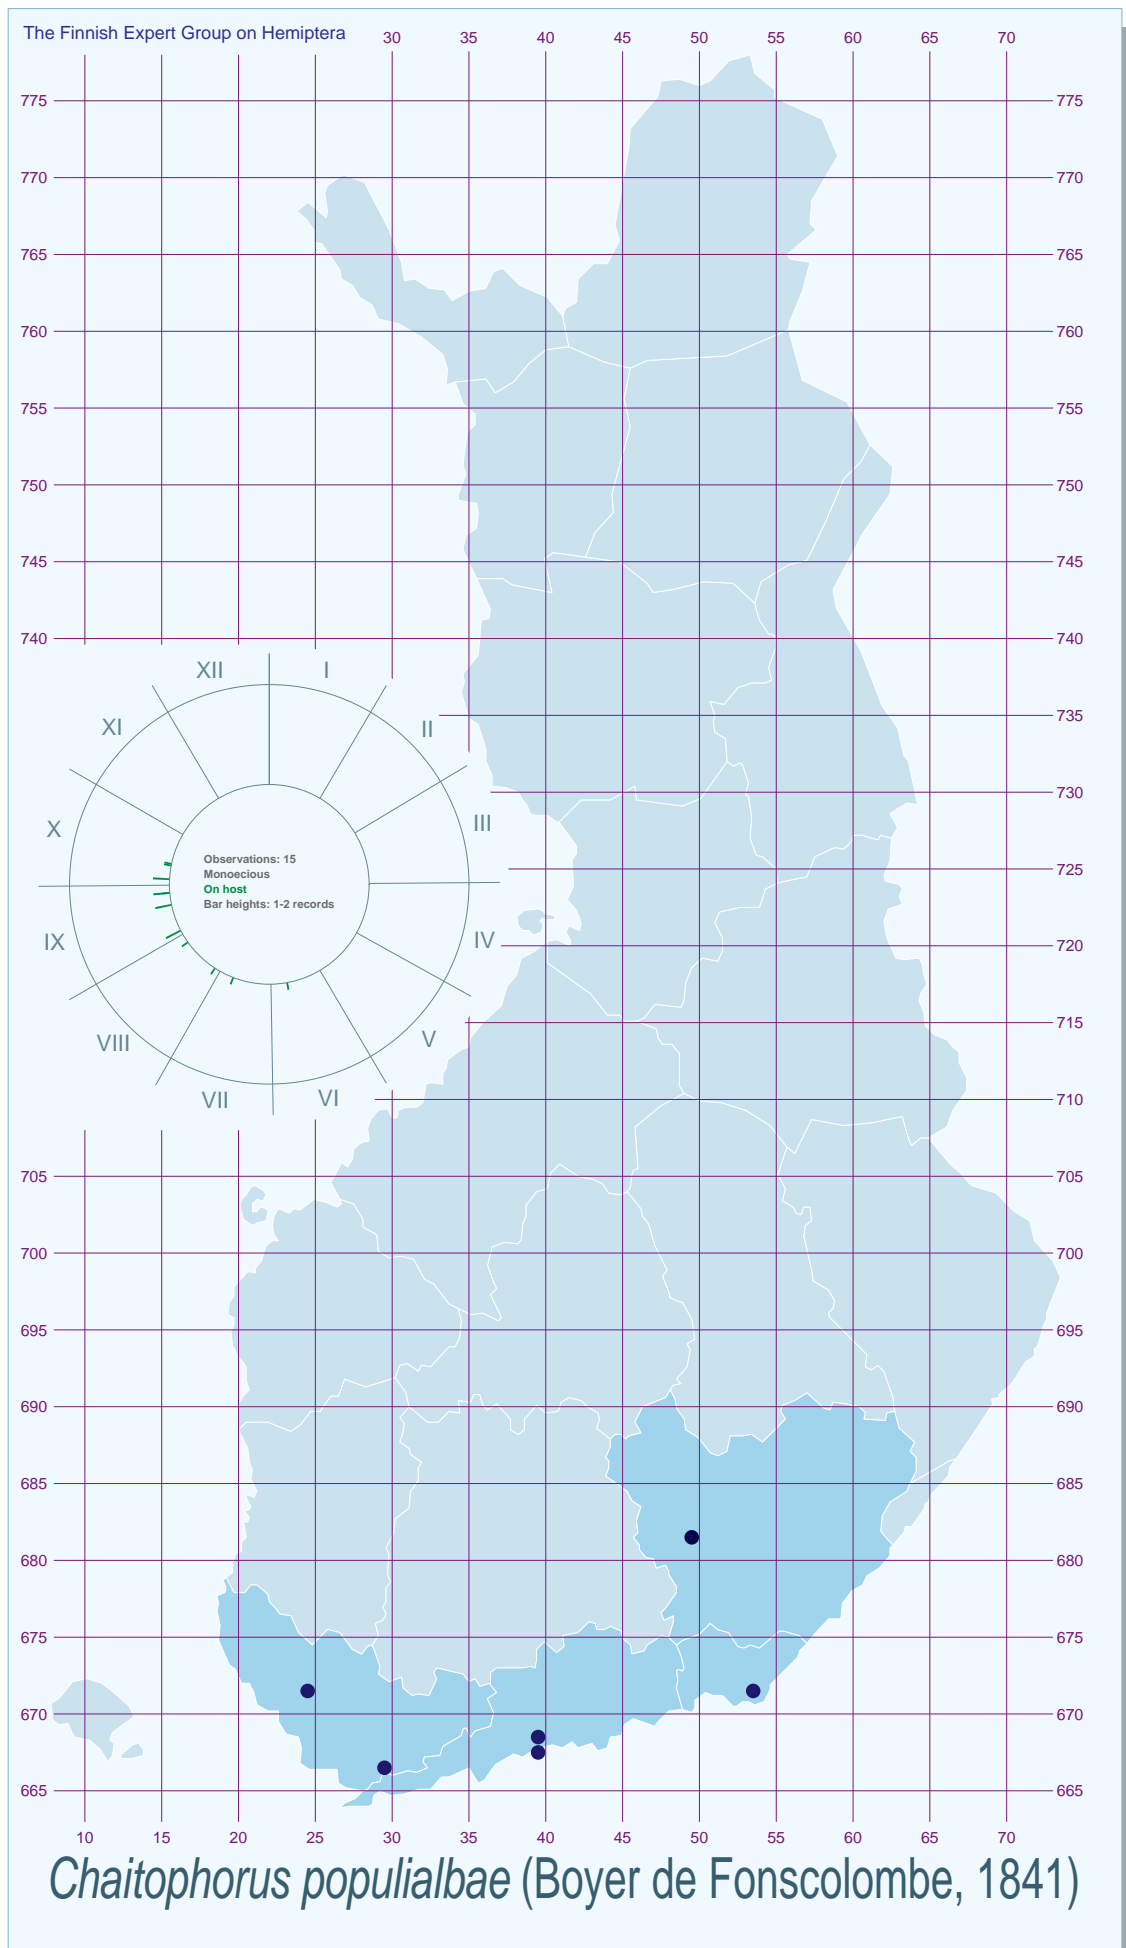 The Finnish Expert Group on Hemiptera
30 35 40 45 50 55 60 65 70
775 775
770 770
765 765
760 760
755 755
750 750
745 745
740 740
XII I
XI II
735
730
X III
725
Observations: 15
Monoecious
On host
Bar heights: 1-2 records
IX IV
720
715
VIII V
VII VI
710
705 705
700 700
695 695
690 690
685 685
680 680
675 675
670 670
665 665
10 15 20 25 30 35 40 45 50 55 60 65 70
Chaitophorus populialbae (Boyer de Fonscolombe, 1841)